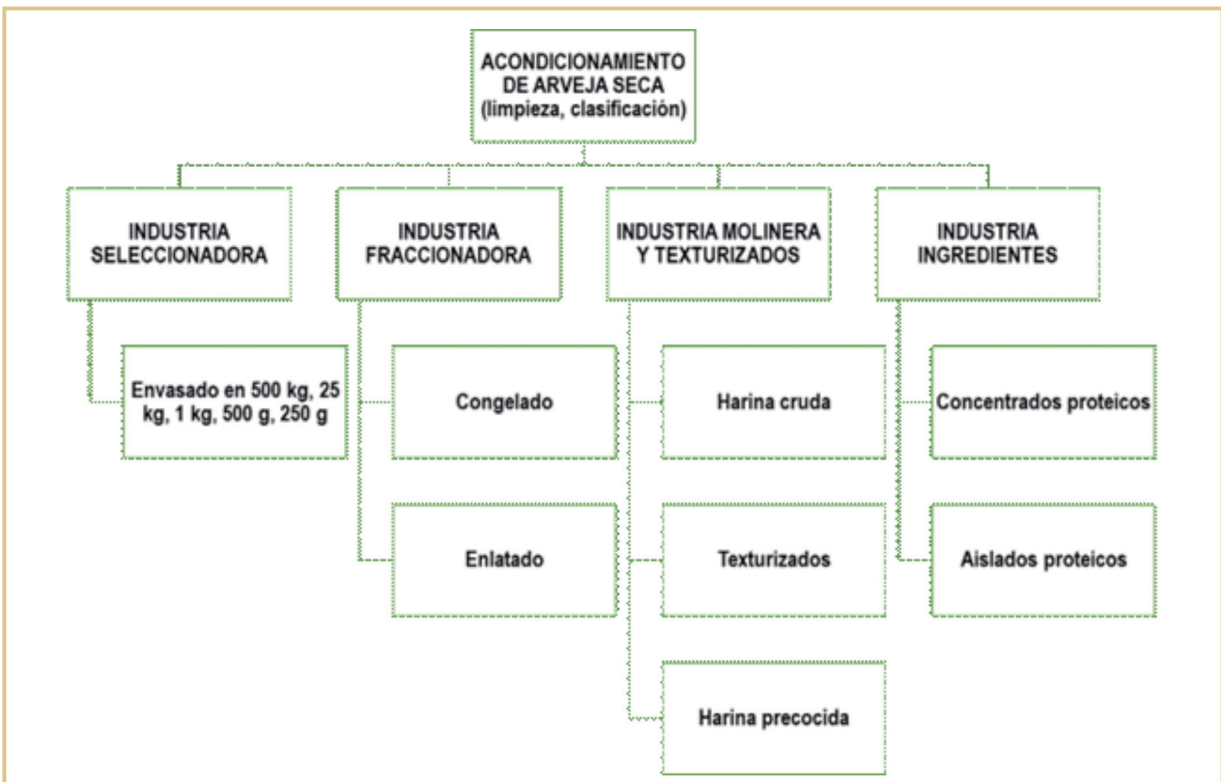 ACONDICIONAMIENTO
DE ARVEJA SECA
(limpieza, clasificación)
INDUSTRIA
SELECCIONADORA
INDUSTRIA
FRACCIONADORA
INDUSTRIA MOLINERA
Y TEXTURIZADOS
INDUSTRIA
INGREDIENTES
Envasado en 500 kg, 25
kg, 1 kg, 500 g, 250 g
Congelado
Harina cruda
Concentrados proteicos
Enlatado
Texturizados
Aislados proteicos
Harina precocida